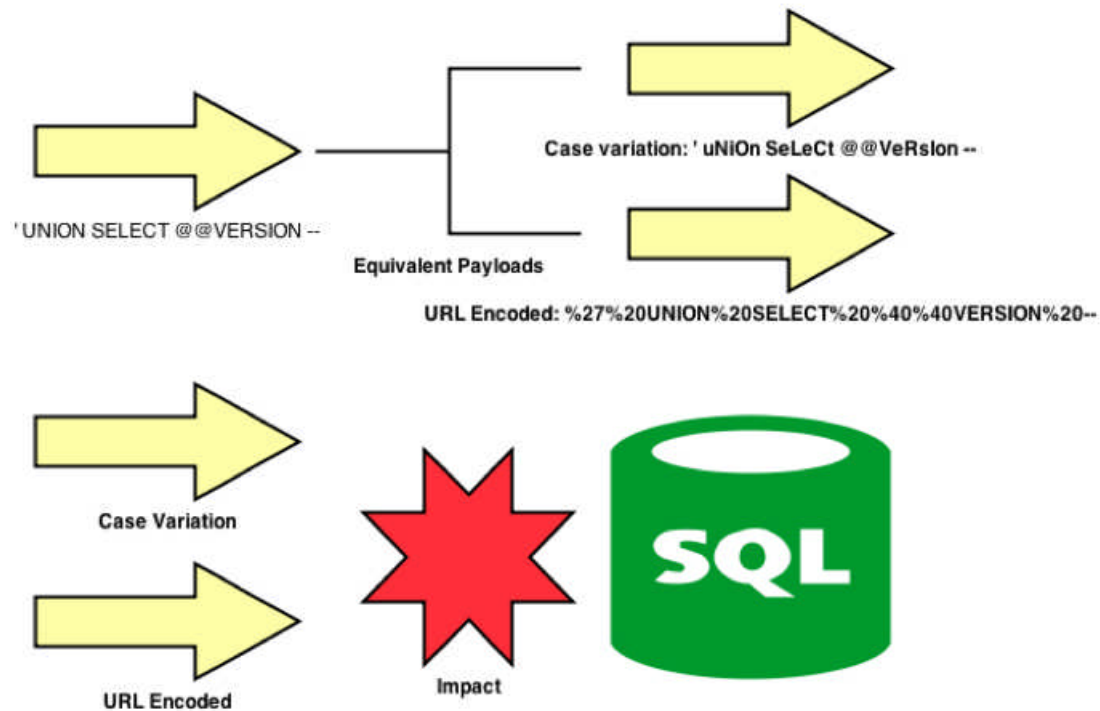 Case variation: ' uNiOn SeLeCt @@VeRsIon --
' UNION SELECT @@VERSION --
Equivalent Payloads
URL Encoded: %27%20UNION%20SELECT%20%40%40VERSION%20--
Case Variation
SQL
Impact
URL Encoded